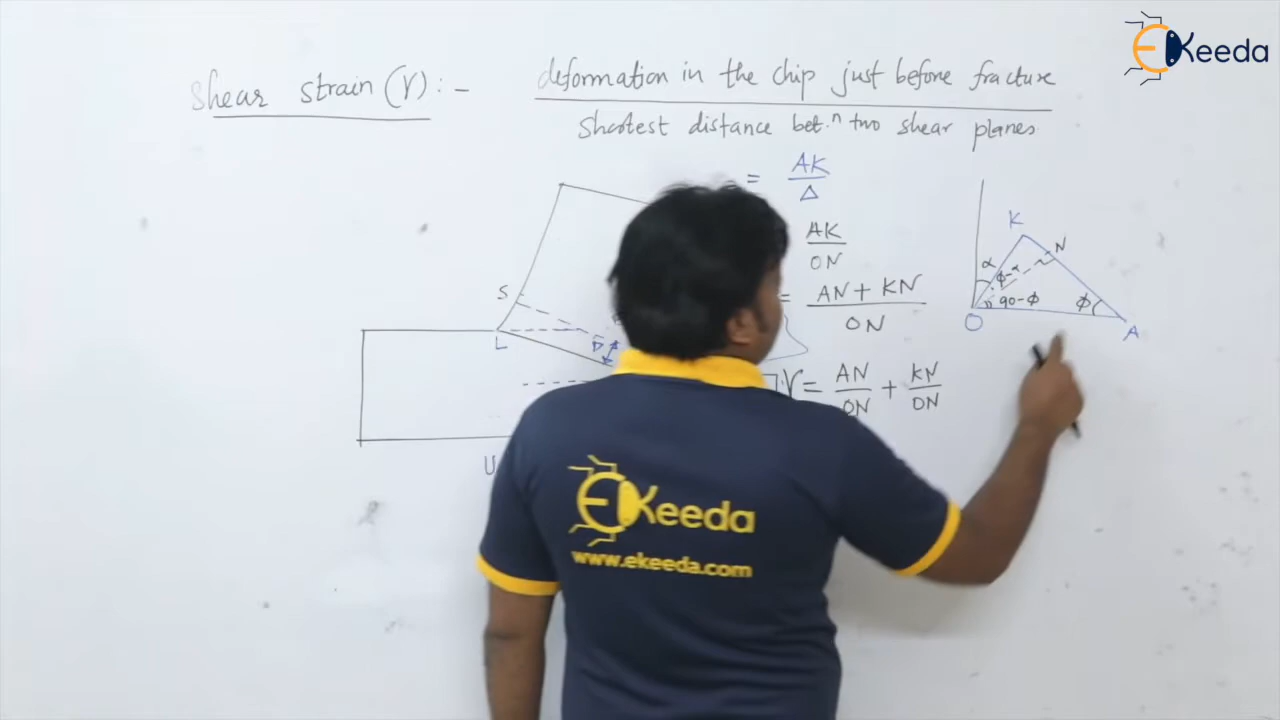 EKeeda
Shear strain (γ) :- deformation in the chip just before fracture
Shortest distance bet.ⁿ two shear planes
= AK / Δ
AK / ON
= AN + KN / ON
γ = AN / ON + KN / ON
K
N
α
φ-α
90-φ
φ
O
A
S
L
U
EKeeda
www.ekeeda.com